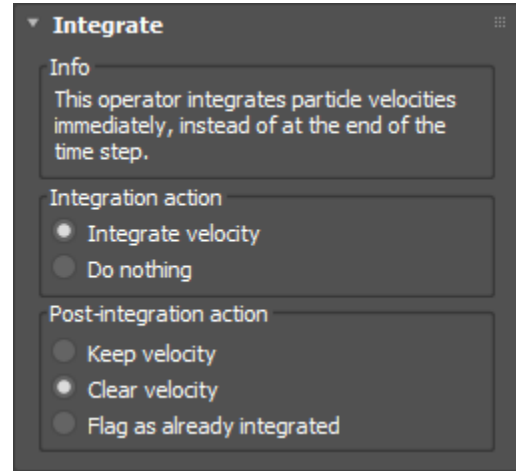 Integrate
Info
This operator integrates particle velocities
immediately, instead of at the end of the
time step.
Integration action
Integrate velocity
Do nothing
Post-integration action
Keep velocity
Clear velocity
Flag as already integrated